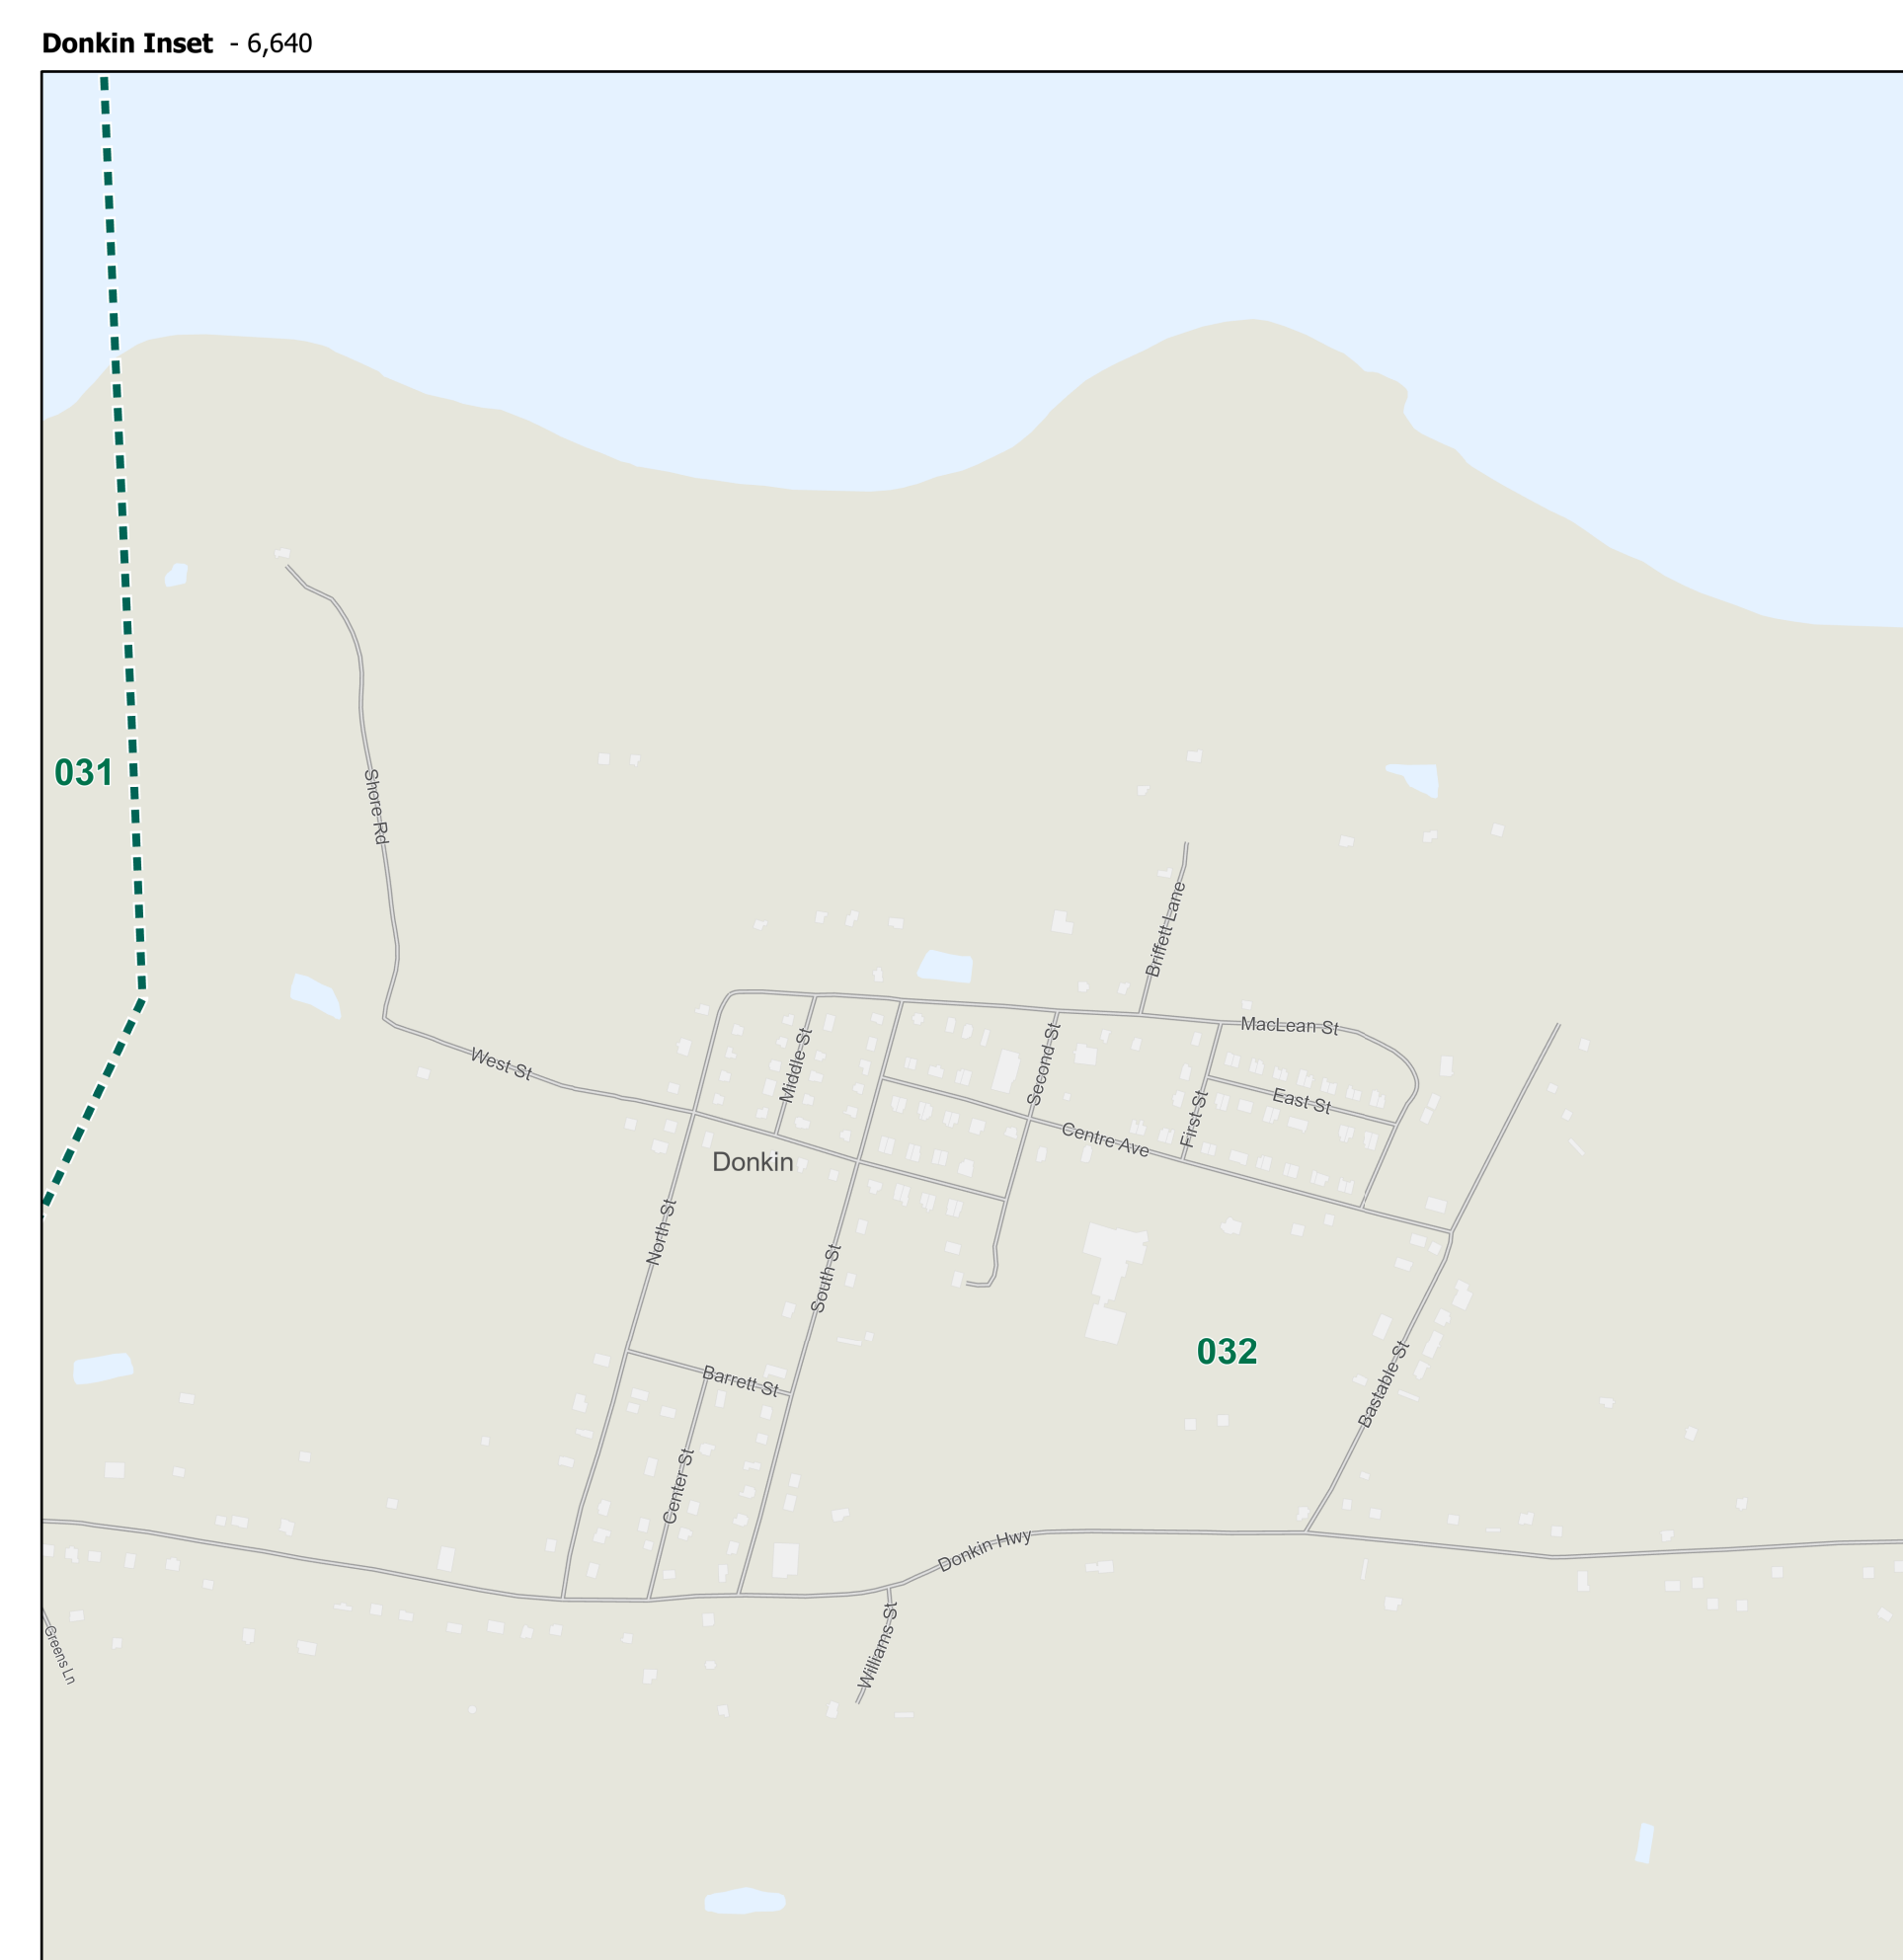 Donkin Inset - 6,640
031
Shore Rd
Briffett Lane
MacLean St
West St
Middle St
Second St
East St
First St
Centre Ave
Donkin
North St
South St
032
Barrett St
Bastable St
Center St
Donkin Hwy
Williams St
Greens Ln